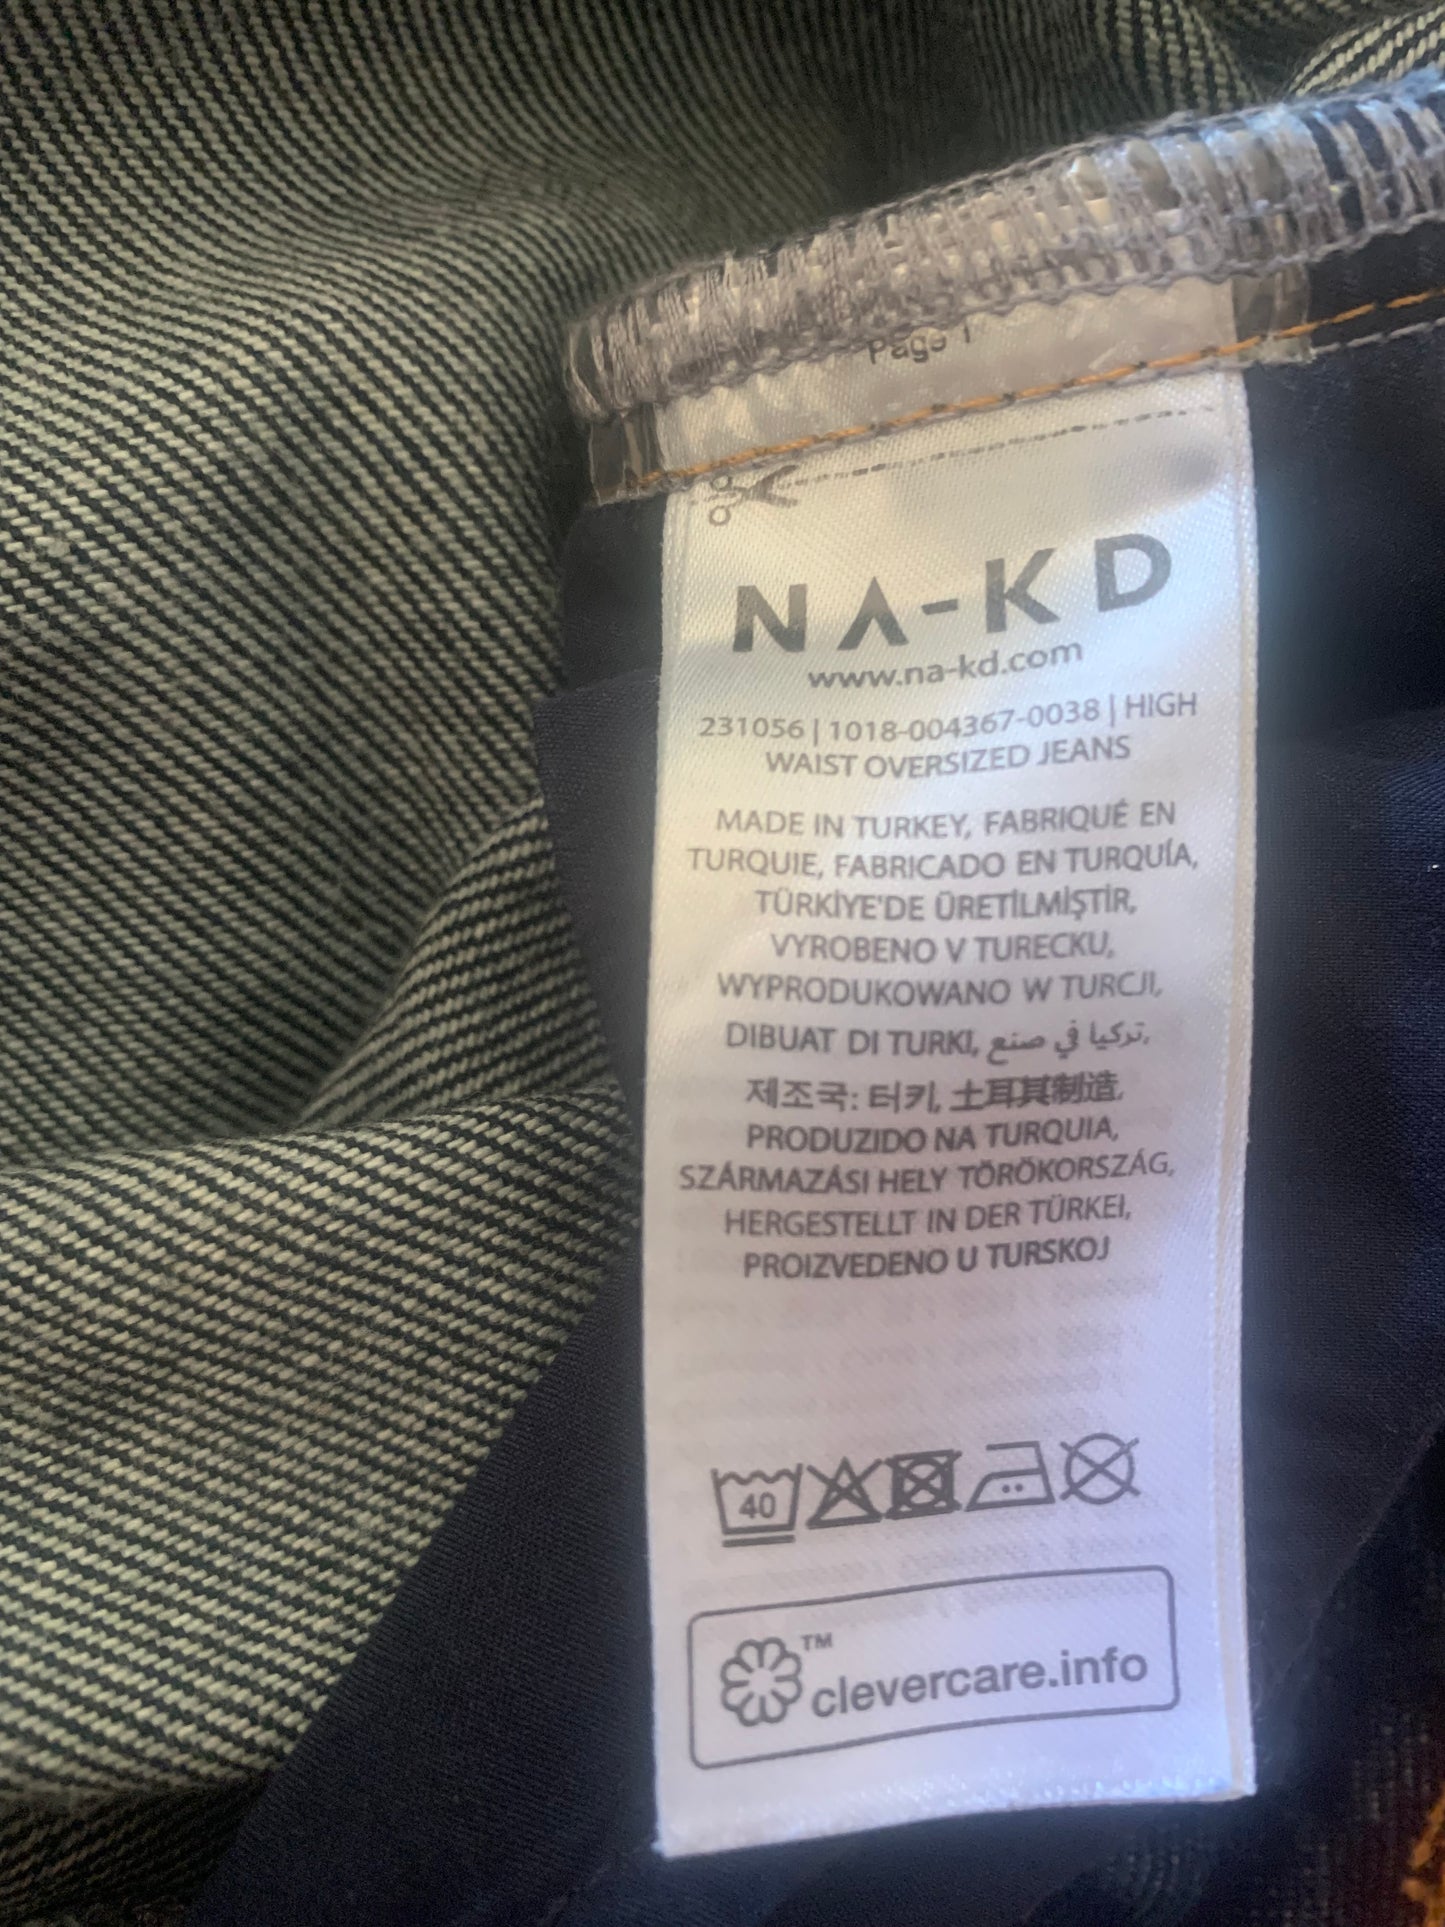 Page 1
NA-KD
www.na-kd.com
231056 | 1018-004367-0038 | HIGH
WAIST OVERSIZED JEANS
MADE IN TURKEY, FABRIQUÉ EN
TURQUIE, FABRICADO EN TURQUÍA,
TÜRKİYE'DE ÜRETİLMİŞTİR,
VYROBENO V TURECKU,
WYPRODUKOWANO W TURCJI,
DIBUAT DI TURKI, تركيا في صنع,
제조국: 터키, 土耳其制造,
PRODUZIDO NA TURQUIA,
SZÁRMAZÁSI HELY TÖRÖKORSZÁG,
HERGESTELLT IN DER TÜRKEI,
PROIZVEDENO U TURSKOJ
40
TM
clevercare.info